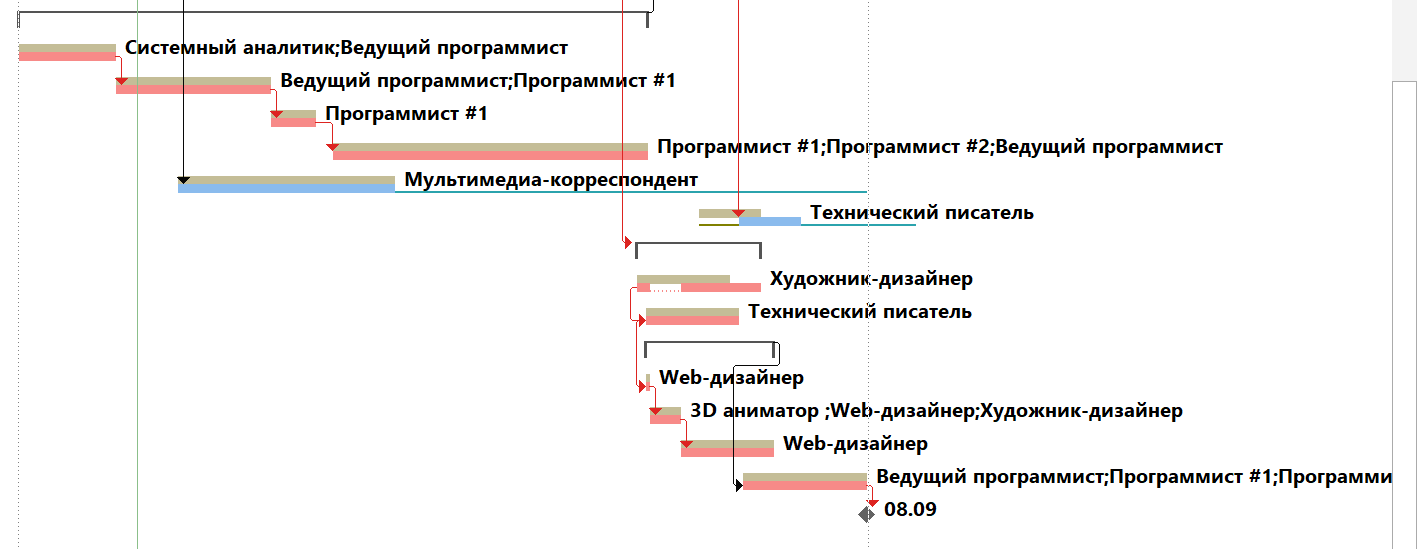 Системный аналитик;Ведущий программист
Ведущий программист;Программист #1
Программист #1
Программист #1;Программист #2;Ведущий программист
Мультимедиа-корреспондент
Технический писатель
Художник-дизайнер
Технический писатель
Web-дизайнер
3D аниматор ;Web-дизайнер;Художник-дизайнер
Web-дизайнер
Ведущий программист;Программист #1;Программи
08.09